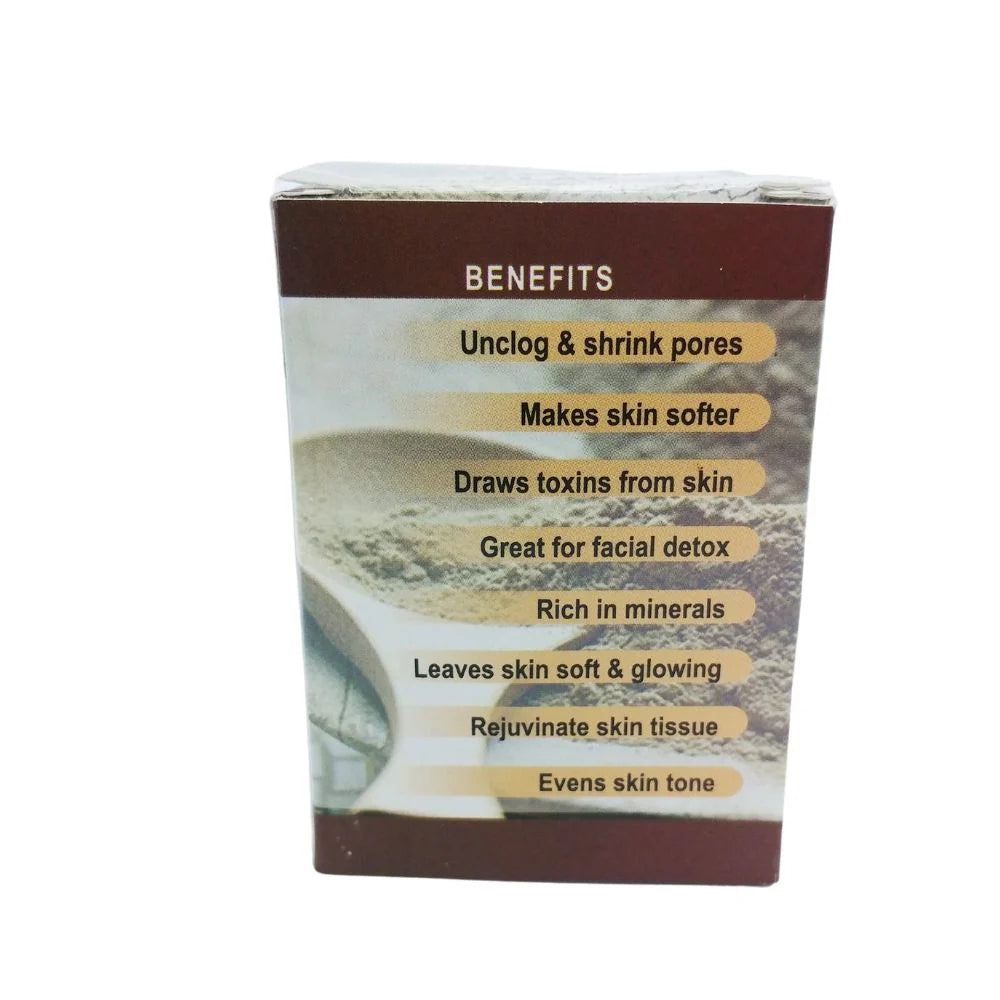 BENEFITS
Unclog & shrink pores
Makes skin softer
Draws toxins from skin
Great for facial detox
Rich in minerals
Leaves skin soft & glowing
Rejuvinate skin tissue
Evens skin tone